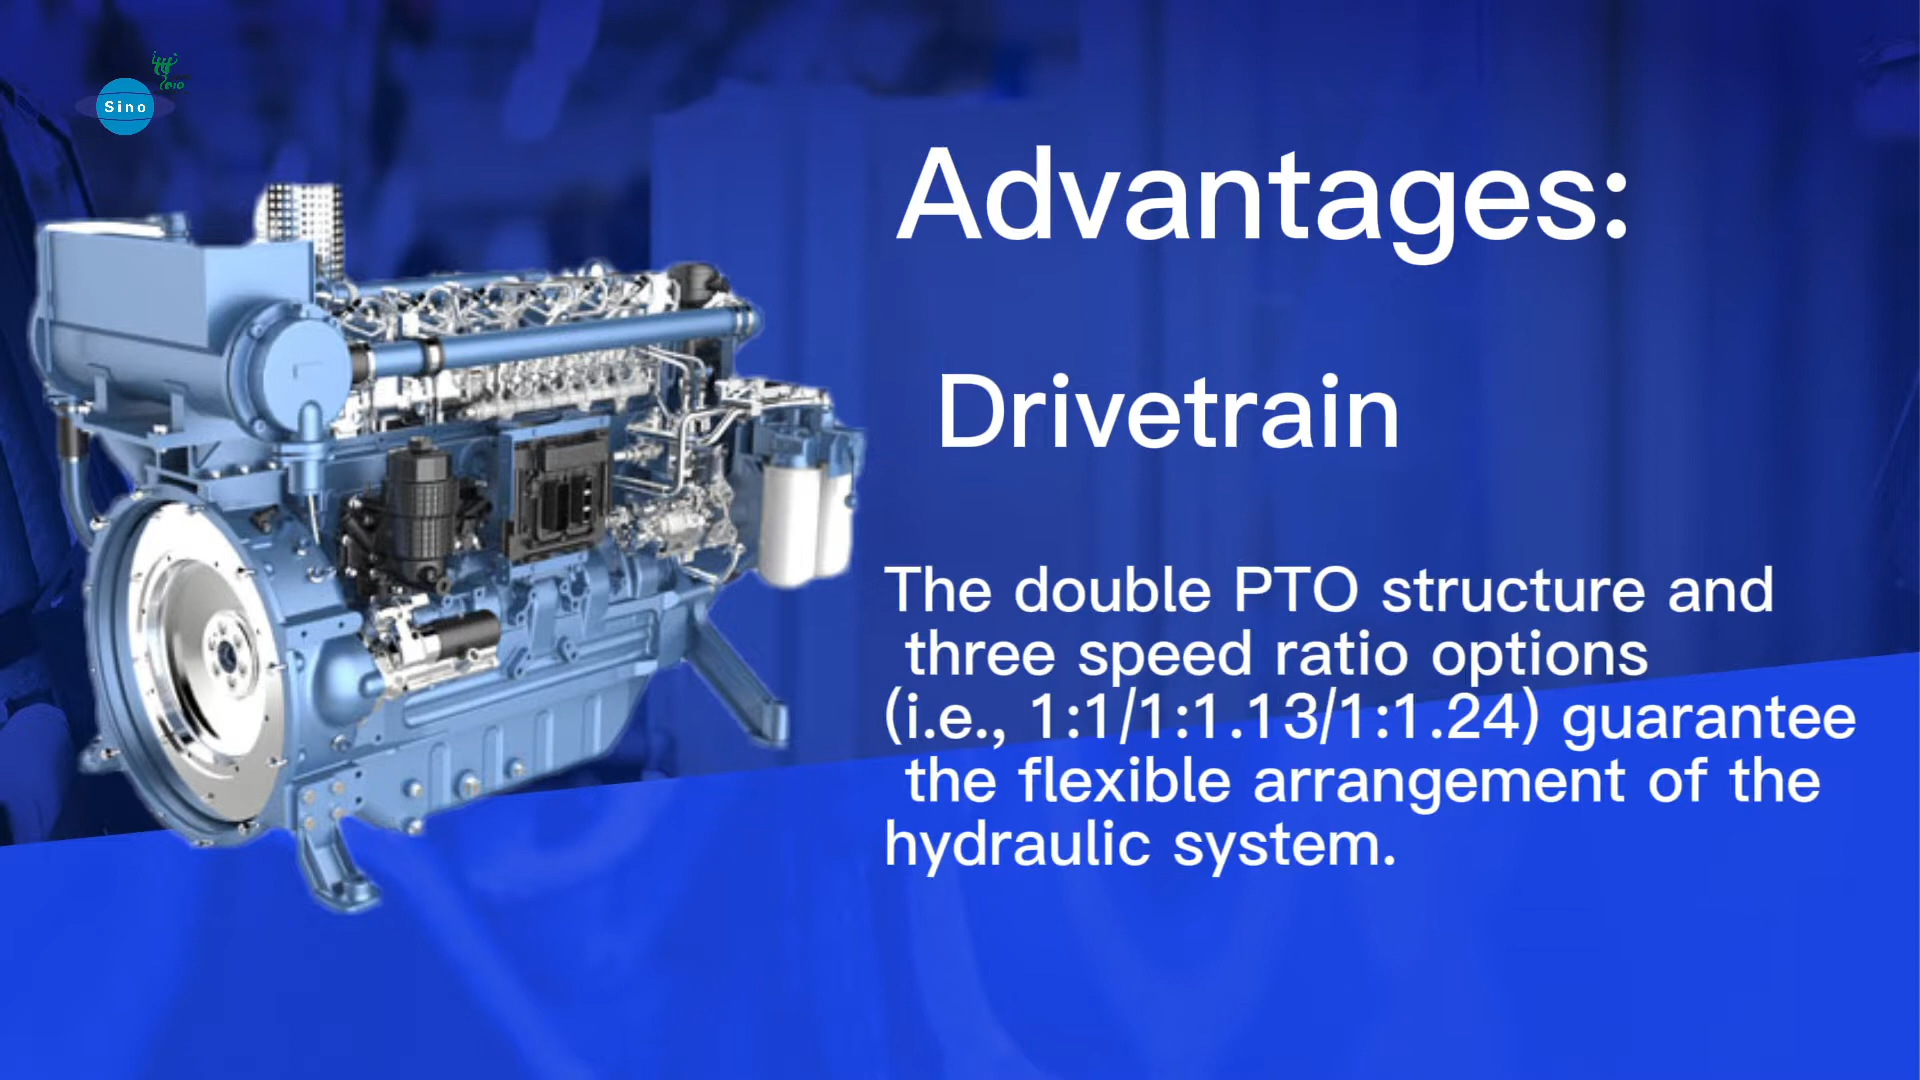 Sino
Advantages:
Drivetrain
The double PTO structure and
three speed ratio options
(i.e., 1:1/1:1.13/1:1.24) guarantee
the flexible arrangement of the
hydraulic system.